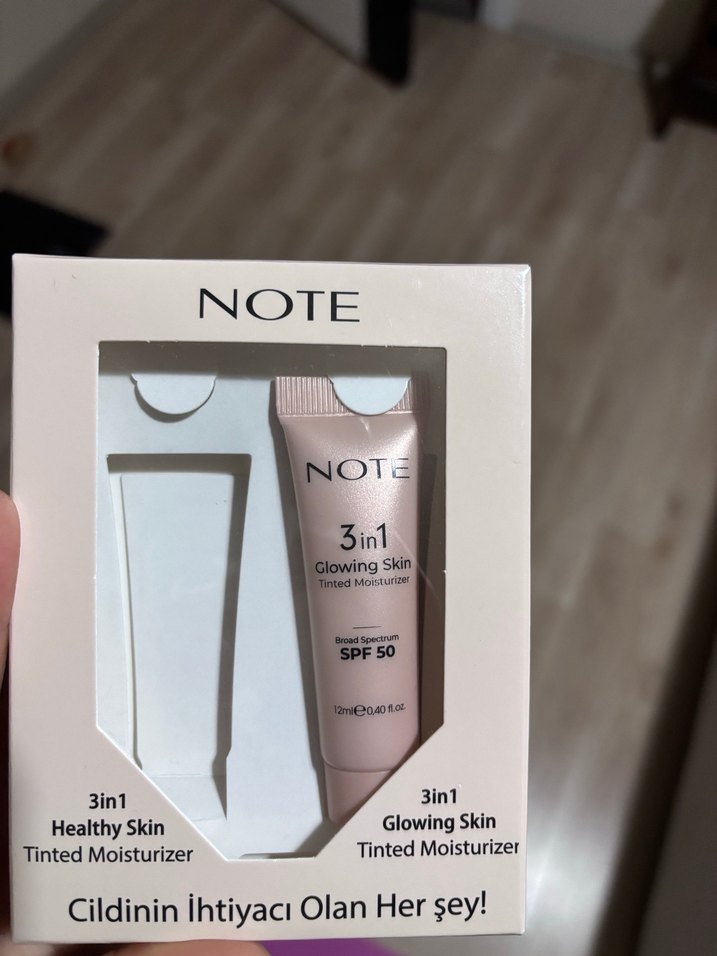 NOTE
NOTE
3in1
Glowing Skin
Tinted Moisturizer
Broad Spectrum
SPF 50
12ml℮0,40 fl.oz.
3in1
Healthy Skin
Tinted Moisturizer
3in1
Glowing Skin
Tinted Moisturizer
Cildinin İhtiyacı Olan Her şey!